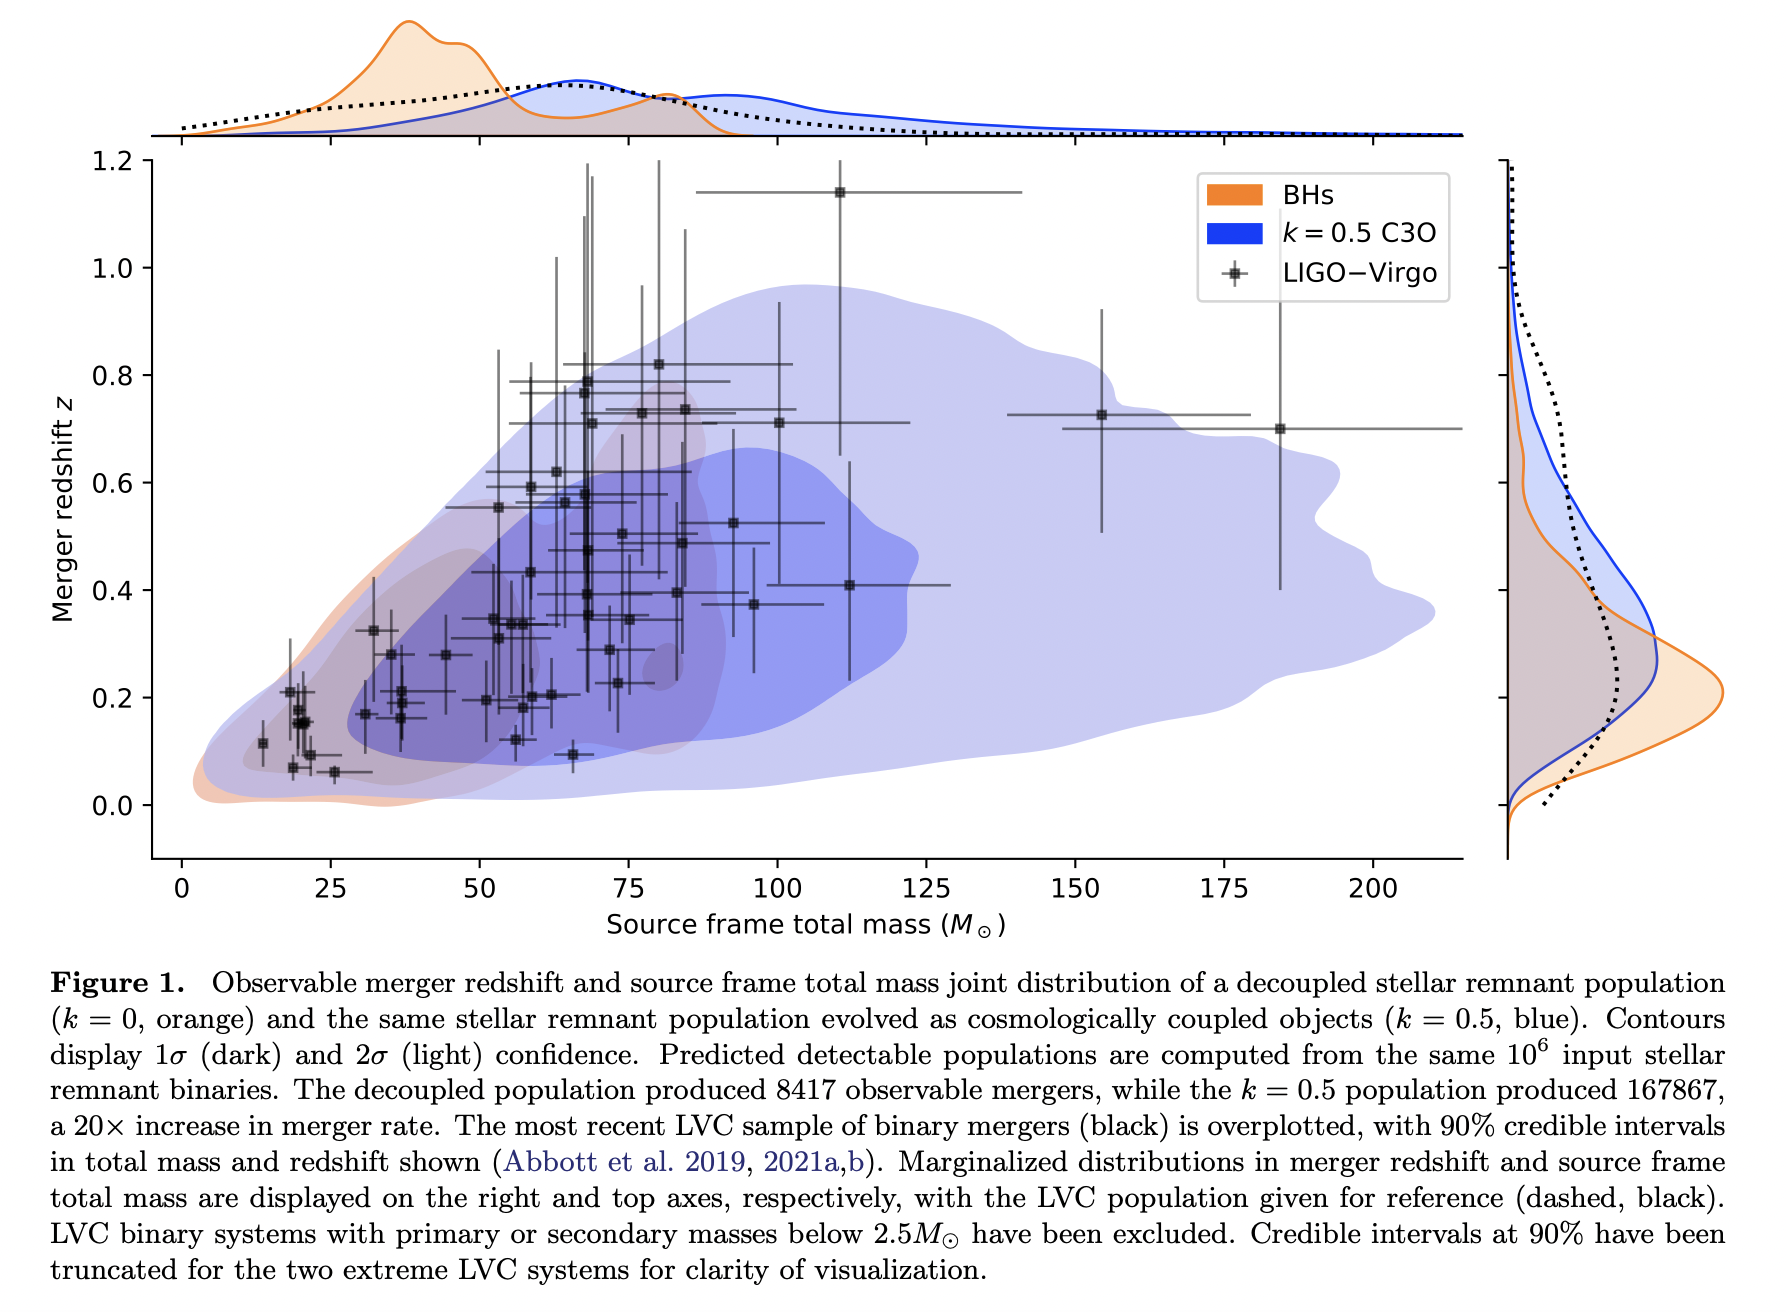 1.2
1.0
0.8
0.6
0.4
0.2
0.0
Merger redshift z
BHs
k = 0.5 C3O
LIGO−Virgo
0 25 50 75 100 125 150 175 200
Source frame total mass (M⊙)
Figure 1. Observable merger redshift and source frame total mass joint distribution of a decoupled stellar remnant population
(k = 0, orange) and the same stellar remnant population evolved as cosmologically coupled objects (k = 0.5, blue). Contours
display 1σ (dark) and 2σ (light) confidence. Predicted detectable populations are computed from the same 10⁶ input stellar
remnant binaries. The decoupled population produced 8417 observable mergers, while the k = 0.5 population produced 167867,
a 20× increase in merger rate. The most recent LVC sample of binary mergers (black) is overplotted, with 90% credible intervals
in total mass and redshift shown (Abbott et al. 2019, 2021a,b). Marginalized distributions in merger redshift and source frame
total mass are displayed on the right and top axes, respectively, with the LVC population given for reference (dashed, black).
LVC binary systems with primary or secondary masses below 2.5M⊙ have been excluded. Credible intervals at 90% have been
truncated for the two extreme LVC systems for clarity of visualization.